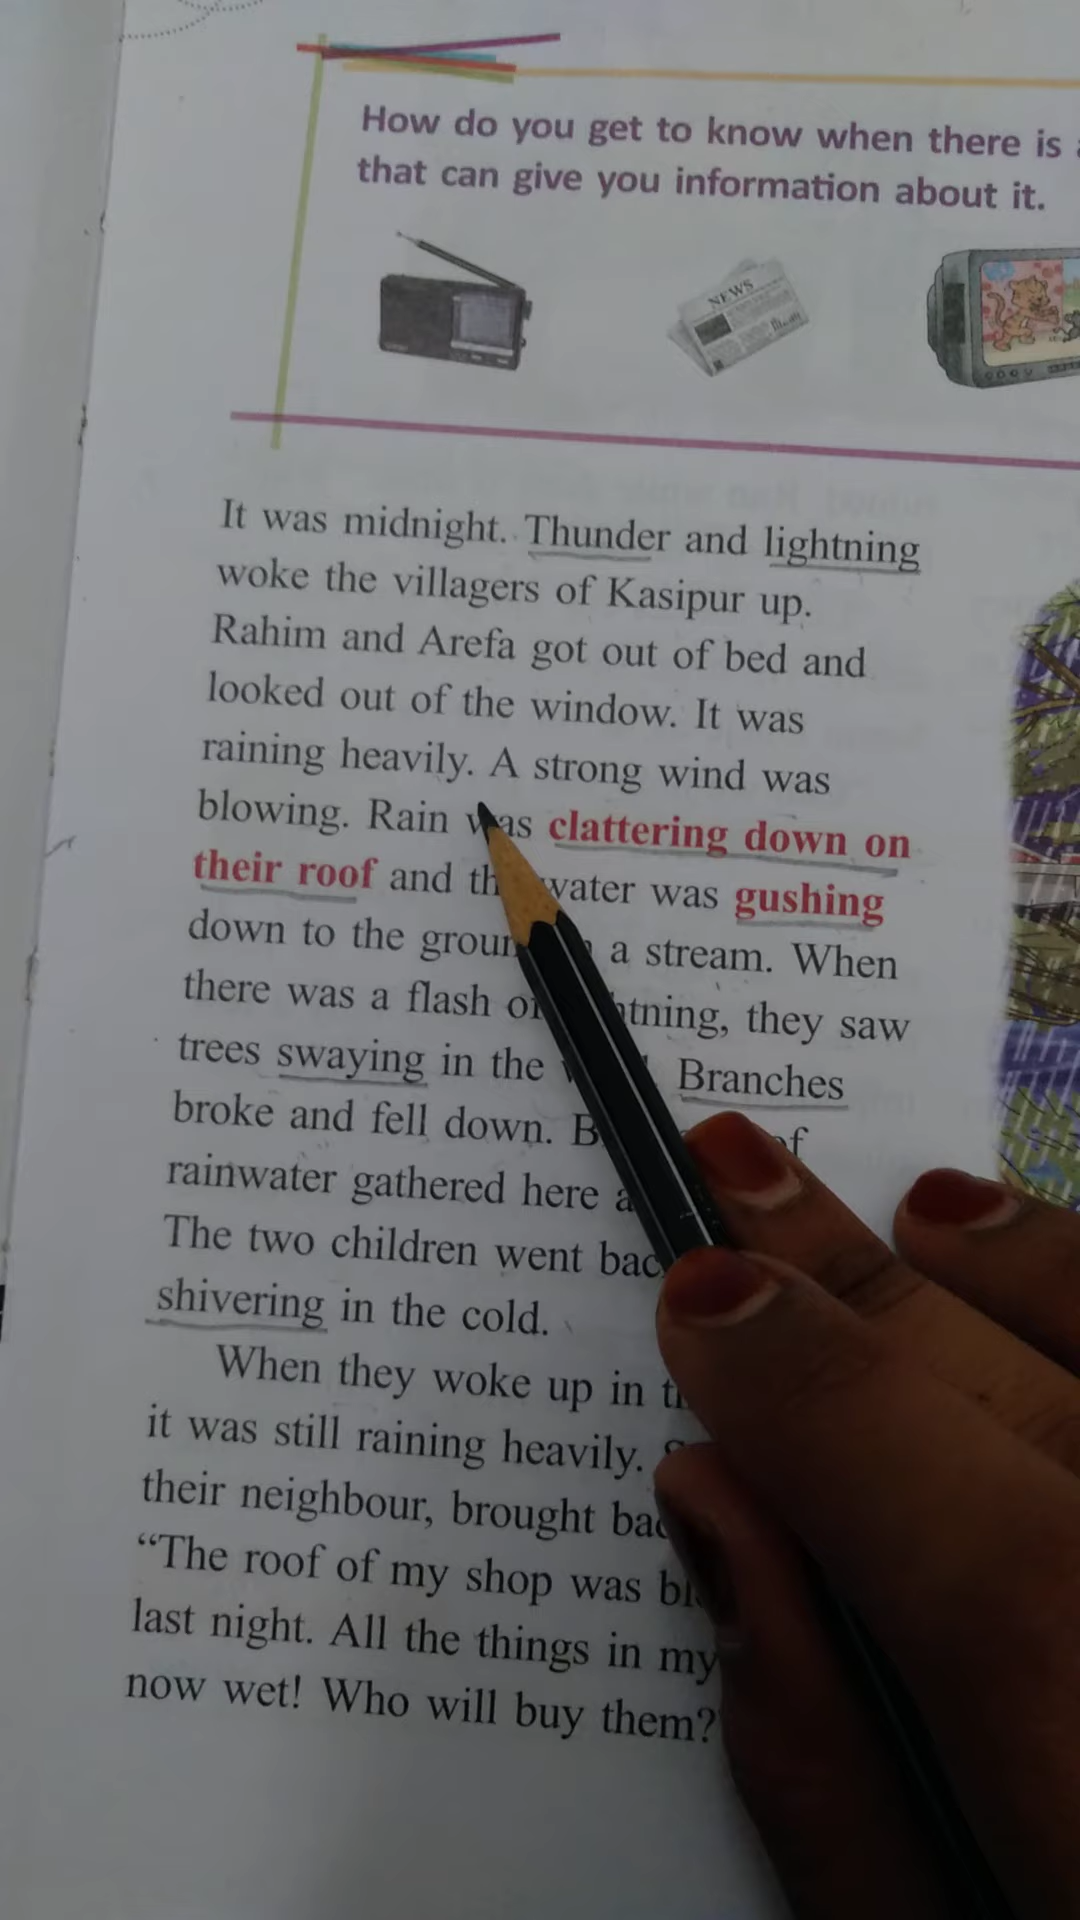 How do you get to know when there is
that can give you information about it.
NEWS
It was midnight. Thunder and lightning
woke the villagers of Kasipur up.
Rahim and Arefa got out of bed and
looked out of the window. It was
raining heavily. A strong wind was
blowing. Rain was clattering down on
their roof and the water was gushing
down to the ground a stream. When
there was a flash of lightning, they saw
trees swaying in the Branches
broke and fell down. of
rainwater gathered here
The two children went back
shivering in the cold.
When they woke up in
it was still raining heavily.
their neighbour, brought
“The roof of my shop was
last night. All the things in my
now wet! Who will buy them?